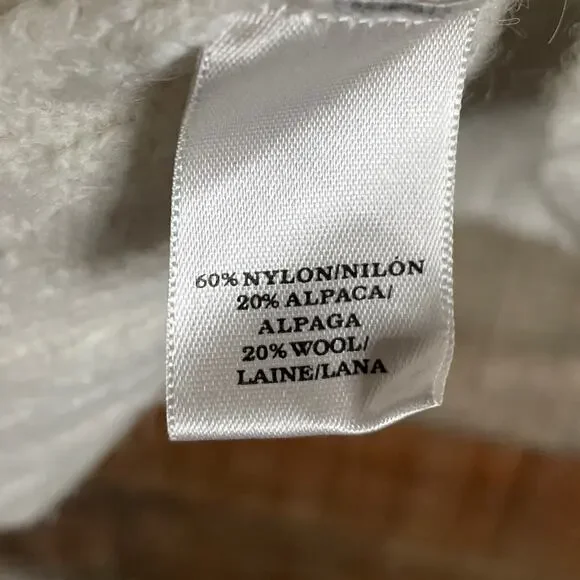 60% NYLON/NILÓN
20% ALPACA/
ALPAGA
20% WOOL/
LAINE/LANA